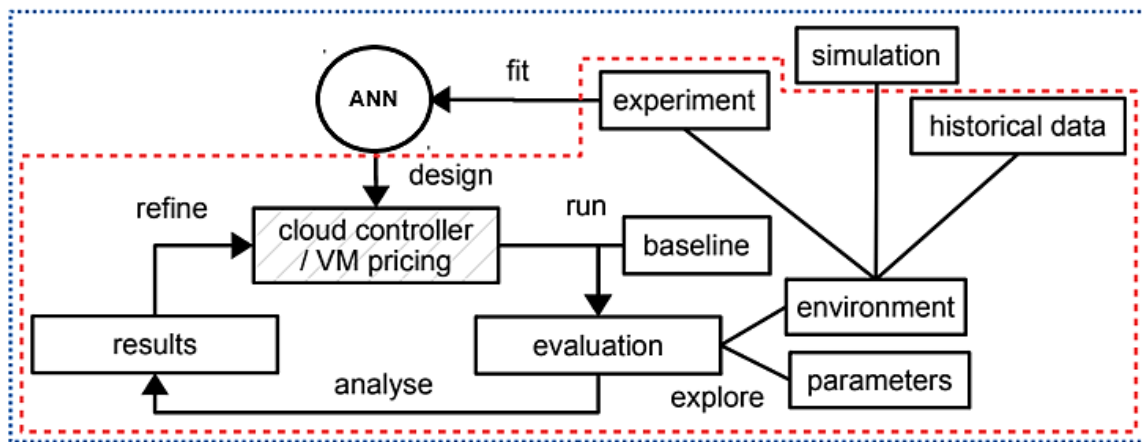 simulation
fit
ANN
experiment
historical data
design
refine
run
cloud controller
/ VM pricing
baseline
environment
results
evaluation
analyse
explore
parameters